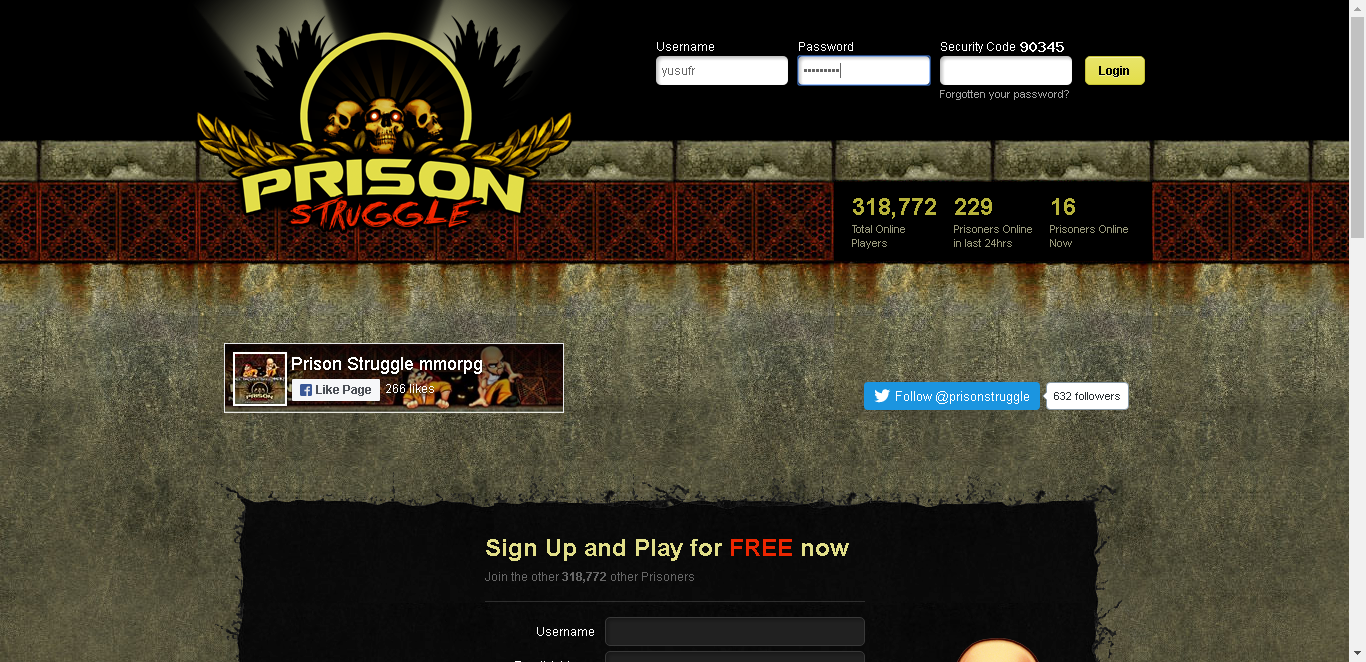 Username
Password
Security Code 90345
yusufr
Login
Forgotten your password?
PRISON
STRUGGLE
318,772
Total Online
Players
229
Prisoners Online
in last 24hrs
16
Prisoners Online
Now
Prison Struggle mmorpg
Like Page
266 likes
PRISON
Follow @prisonstruggle
632 followers
Sign Up and Play for FREE now
Join the other 318,772 other Prisoners
Username